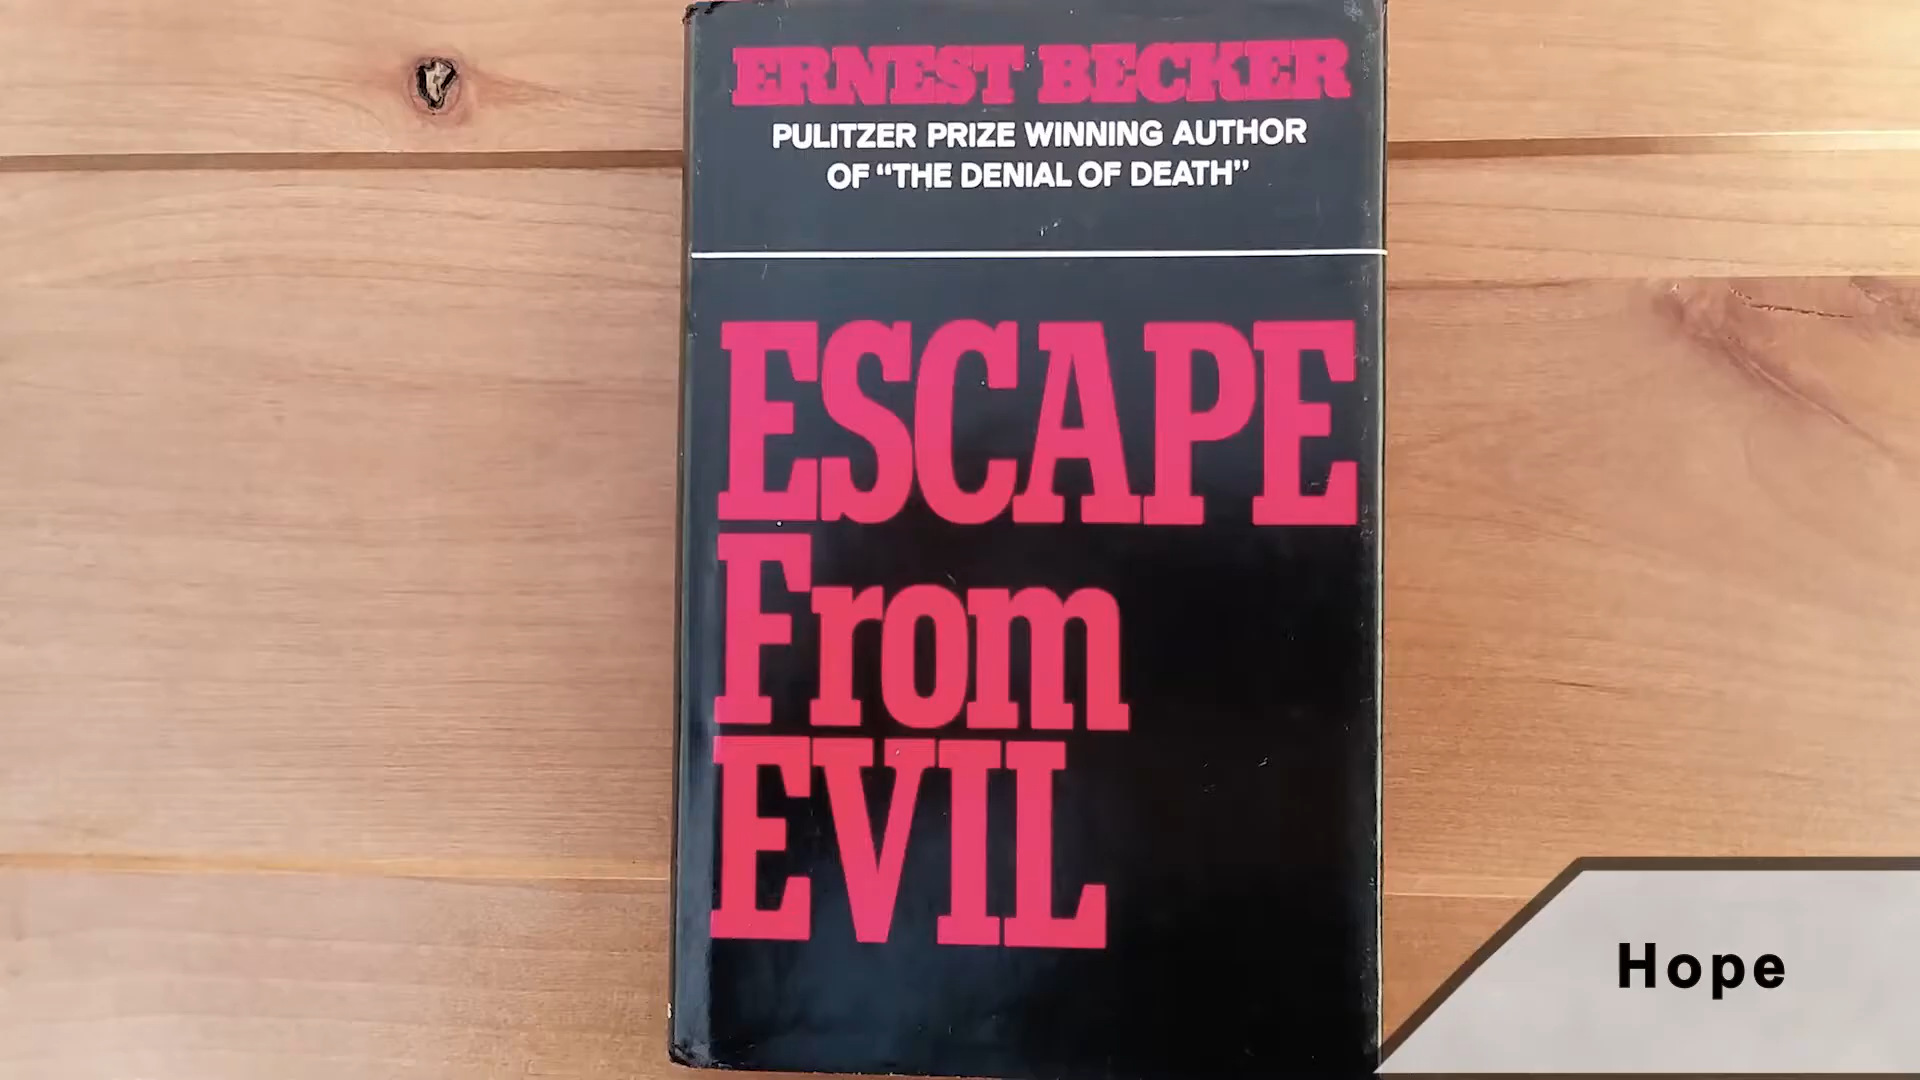 ERNEST BECKER
PULITZER PRIZE WINNING AUTHOR
OF “THE DENIAL OF DEATH”
ESCAPE
From
EVIL
Hope